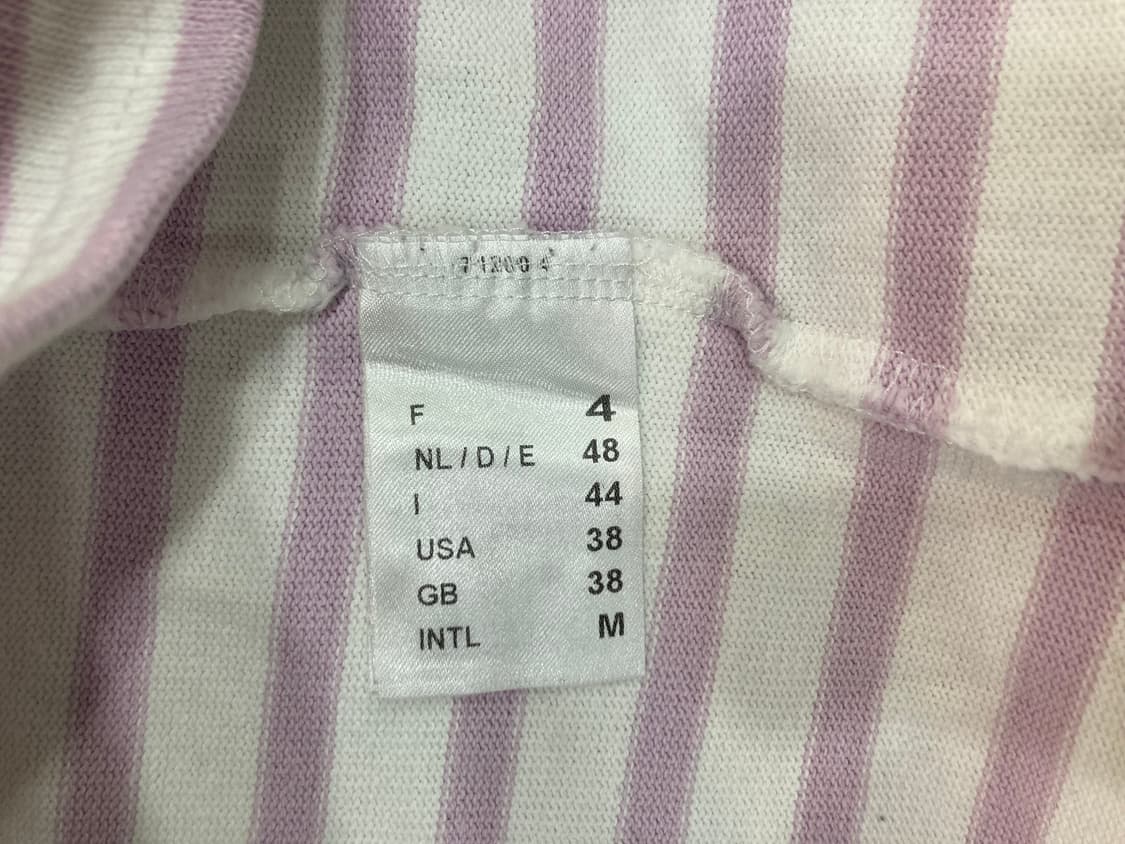 F 4
NL / D / E 48
I 44
USA 38
GB 38
INTL M